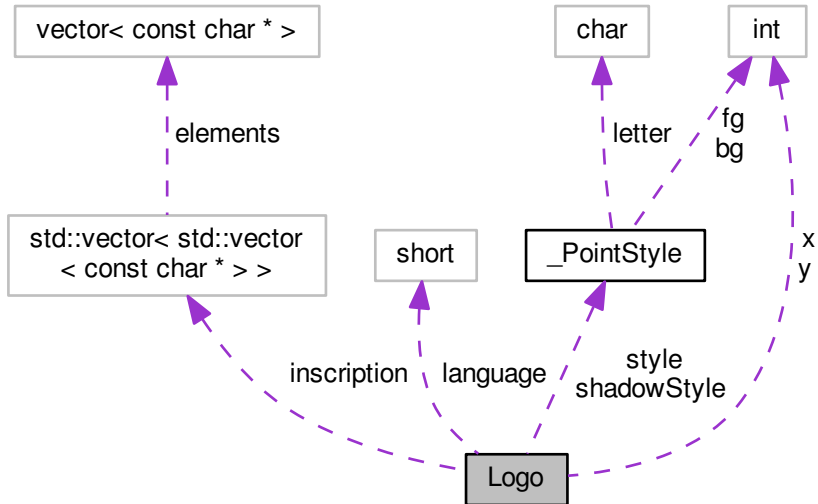 vector< const char * >
char
int
elements
letter
fg
bg
std::vector< std::vector
< const char * > >
short
_PointStyle
x
y
inscription
language
style
shadowStyle
Logo